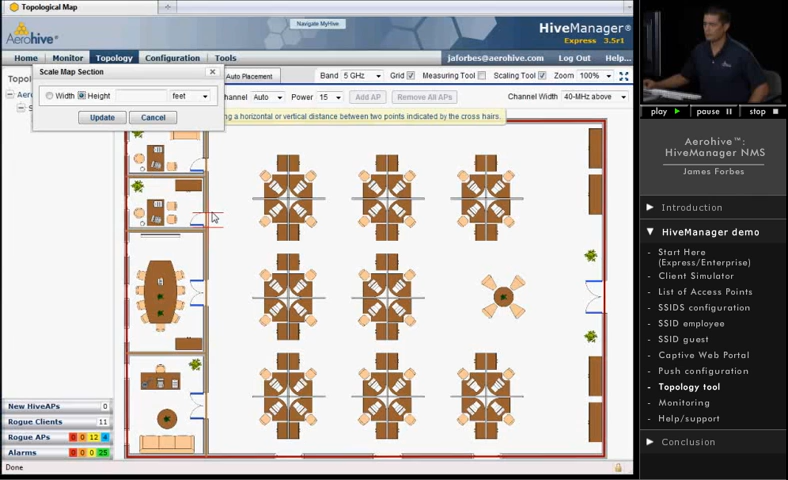 Topological Map
Navigate MyHive
Aerohive
HiveManager®
Express 3.5r1
Home Monitor Topology Configuration Tools
jaforbes@aerohive.com Log Out Help...
Scale Map Section
Width Height feet
Update Cancel
Auto Placement
Band 5 GHz Grid Measuring Tool Scaling Tool Zoom 100%
Channel Auto Power 15 Add AP Remove All APs Channel Width 40-MHz above
a horizontal or vertical distance between two points indicated by the cross hairs.
New HiveAPs 0
Rogue Clients 11
Rogue APs 0 0 12 4
Alarms 0 0 0 25
Done
play pause stop
Aerohive™:
HiveManager NMS
James Forbes
Introduction
HiveManager demo
- Start Here
(Express/Enterprise)
- Client Simulator
- List of Access Points
- SSIDS configuration
- SSID employee
- SSID guest
- Captive Web Portal
- Push configuration
- Topology tool
- Monitoring
- Help/support
Conclusion